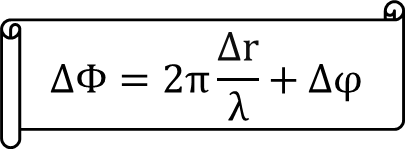 ΔΦ = 2π Δr/λ + Δφ